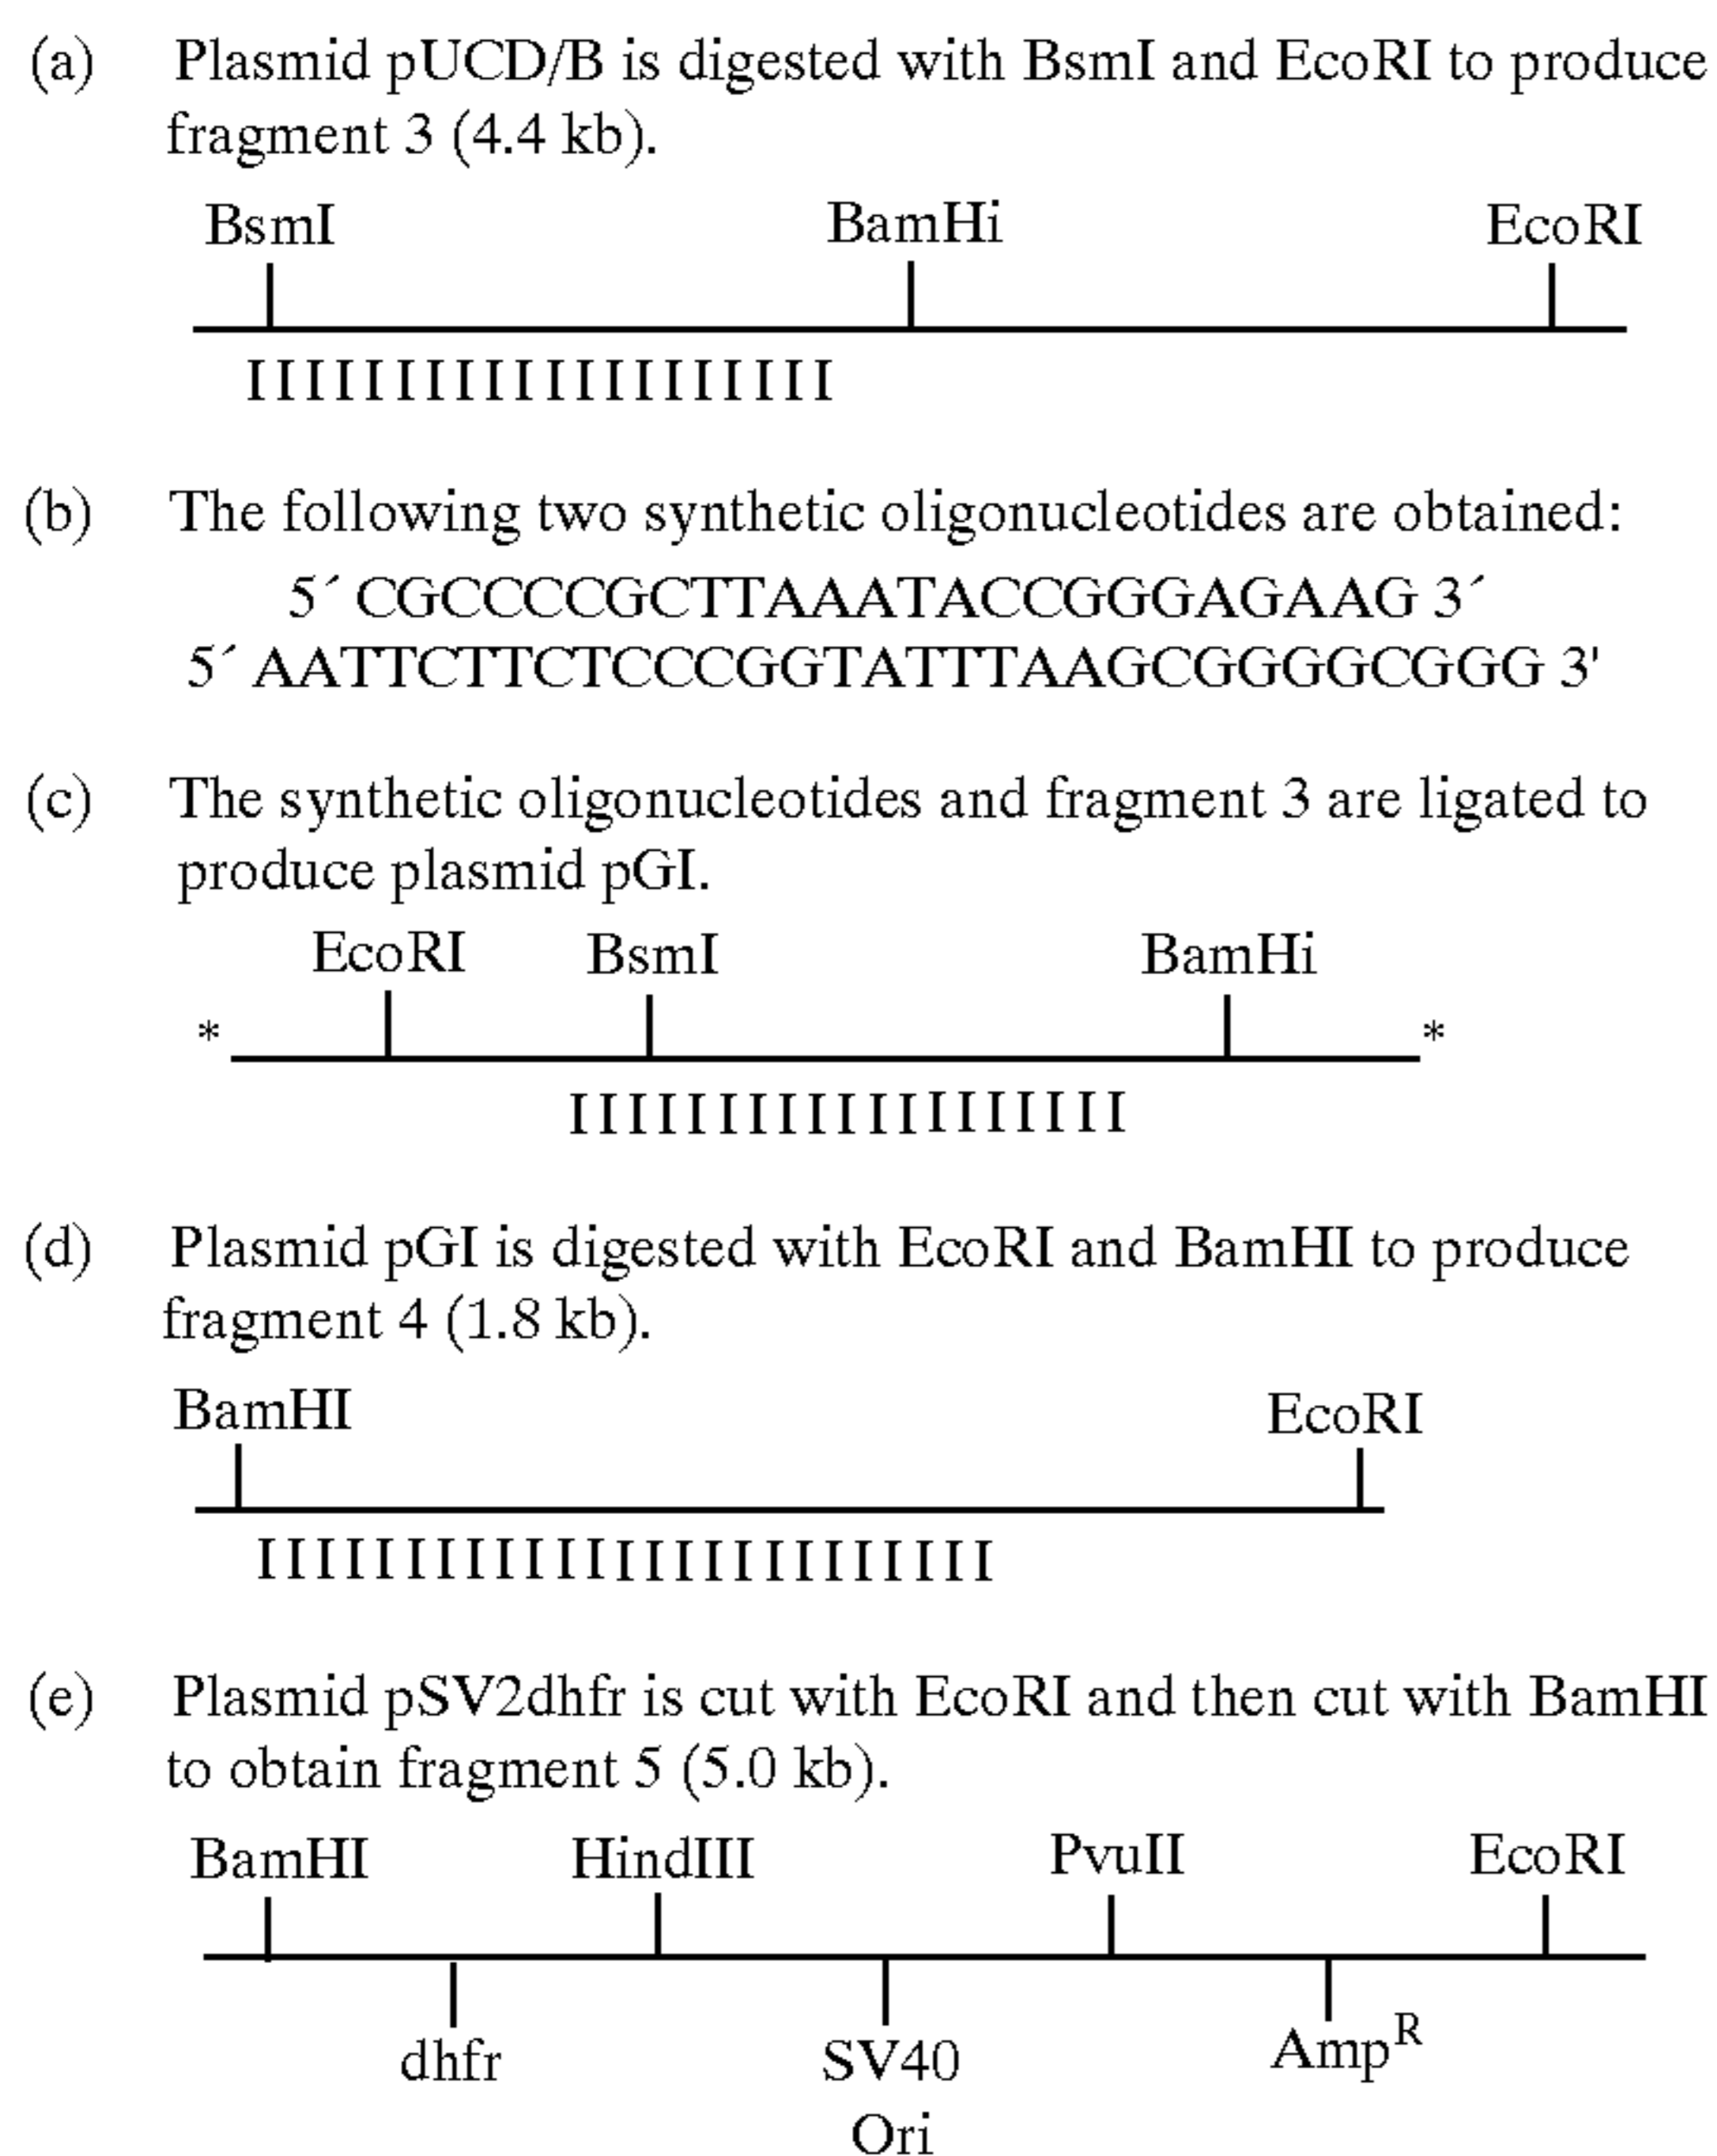 (a) Plasmid pUCD/B is digested with BsmI and EcoRI to produce
fragment 3 (4.4 kb).
BsmI BamHi EcoRI
IIIIIIIIIIIIIIIIIIII
(b) The following two synthetic oligonucleotides are obtained:
5´ CGCCCCGCTTAAATACCGGGAGAAG 3´
5´ AATTCTTCTCCCGGTATTTAAGCGGGGCGGG 3'
(c) The synthetic oligonucleotides and fragment 3 are ligated to
produce plasmid pGI.
EcoRI BsmI BamHi
* *
IIIIIIIIIIIIIIIIIII
(d) Plasmid pGI is digested with EcoRI and BamHI to produce
fragment 4 (1.8 kb).
BamHI EcoRI
IIIIIIIIIIIIIIIIIIIIIIIII
(e) Plasmid pSV2dhfr is cut with EcoRI and then cut with BamHI
to obtain fragment 5 (5.0 kb).
BamHI HindIII PvuII EcoRI
dhfr SV40 Amp^R
Ori